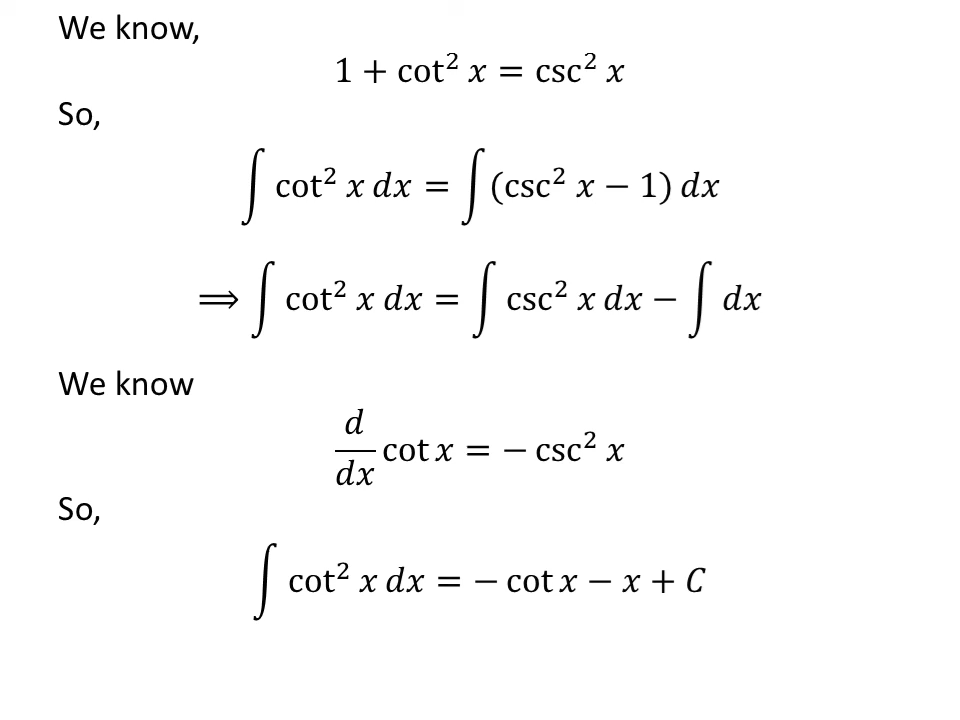 We know,
1 + cot² x = csc² x
So,
∫ cot² x dx = ∫ (csc² x − 1) dx
⟹ ∫ cot² x dx = ∫ csc² x dx − ∫ dx
We know
d/dx cot x = − csc² x
So,
∫ cot² x dx = − cot x − x + C